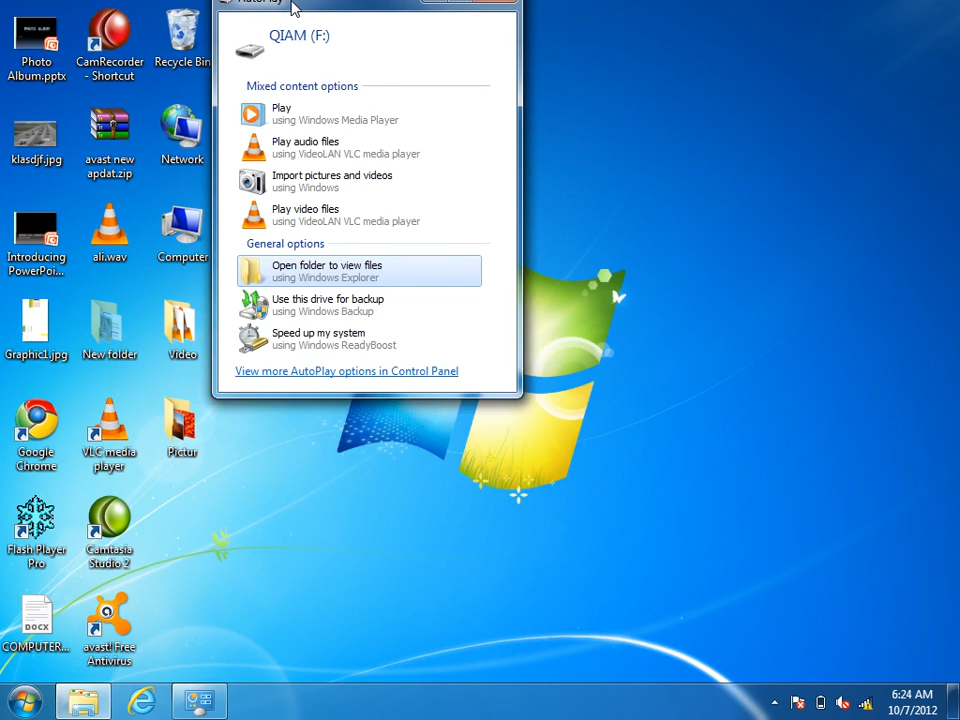 Photo
Album.pptx
CamRecorder
- Shortcut
Recycle Bin
klasdjf.jpg
avast new
apdat.zip
Network
Introducing
PowerPoi...
ali.wav
Computer
Graphic1.jpg
New folder
Video
Google
Chrome
VLC media
player
Pictur
Flash Player
Pro
Camtasia
Studio 2
DOCX
COMPUTER...
avast! Free
Antivirus
AutoPlay
QIAM (F:)
Mixed content options
Play
using Windows Media Player
Play audio files
using VideoLAN VLC media player
Import pictures and videos
using Windows
Play video files
using VideoLAN VLC media player
General options
Open folder to view files
using Windows Explorer
Use this drive for backup
using Windows Backup
Speed up my system
using Windows ReadyBoost
View more AutoPlay options in Control Panel
6:24 AM
10/7/2012